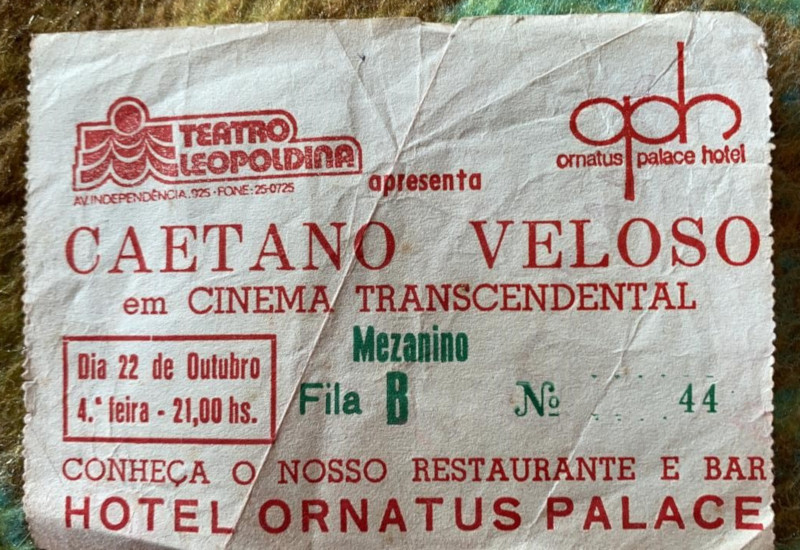 TEATRO
LEOPOLDINA
AV. INDEPENDÊNCIA, 925 - FONE: 25-0725
oph
ornatus palace hotel
apresenta
CAETANO VELOSO
em CINEMA TRANSCENDENTAL
Dia 22 de Outubro
4.ª feira - 21,00 hs.
Mezanino
Fila B Nº 44
CONHEÇA O NOSSO RESTAURANTE E BAR
HOTEL ORNATUS PALACE